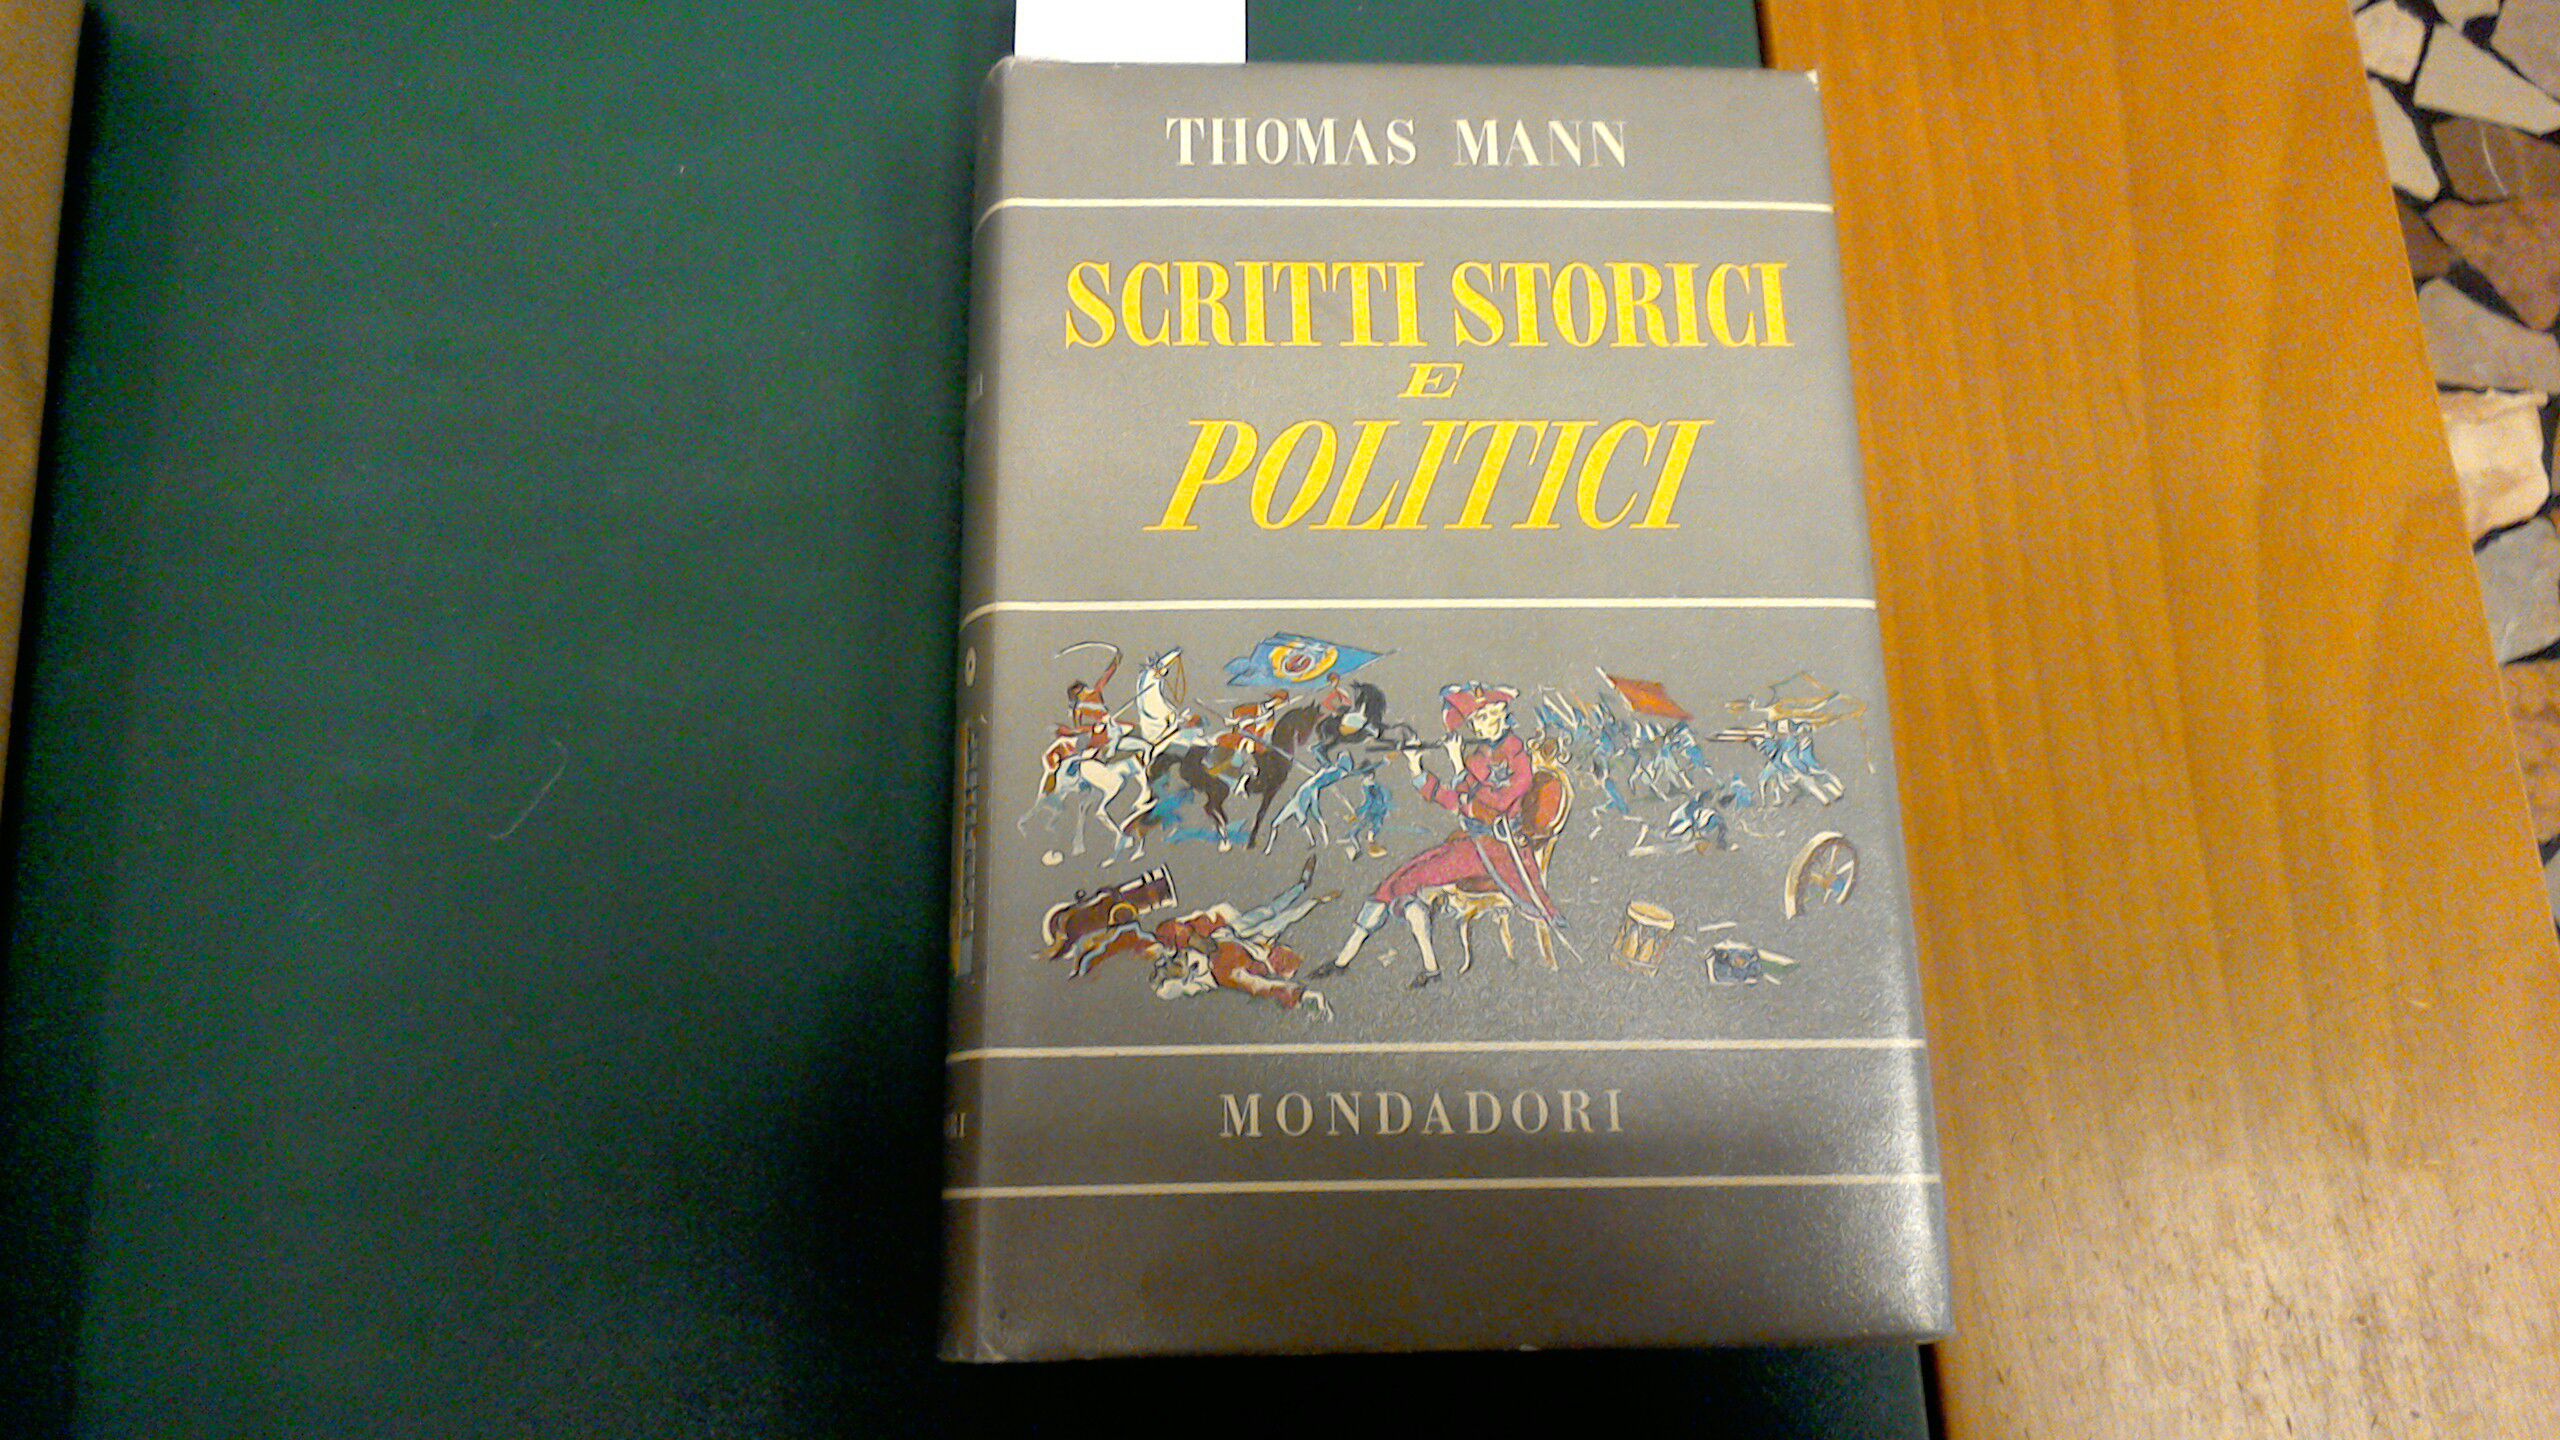 THOMAS MANN
SCRITTI STORICI
E
POLITICI
MONDADORI